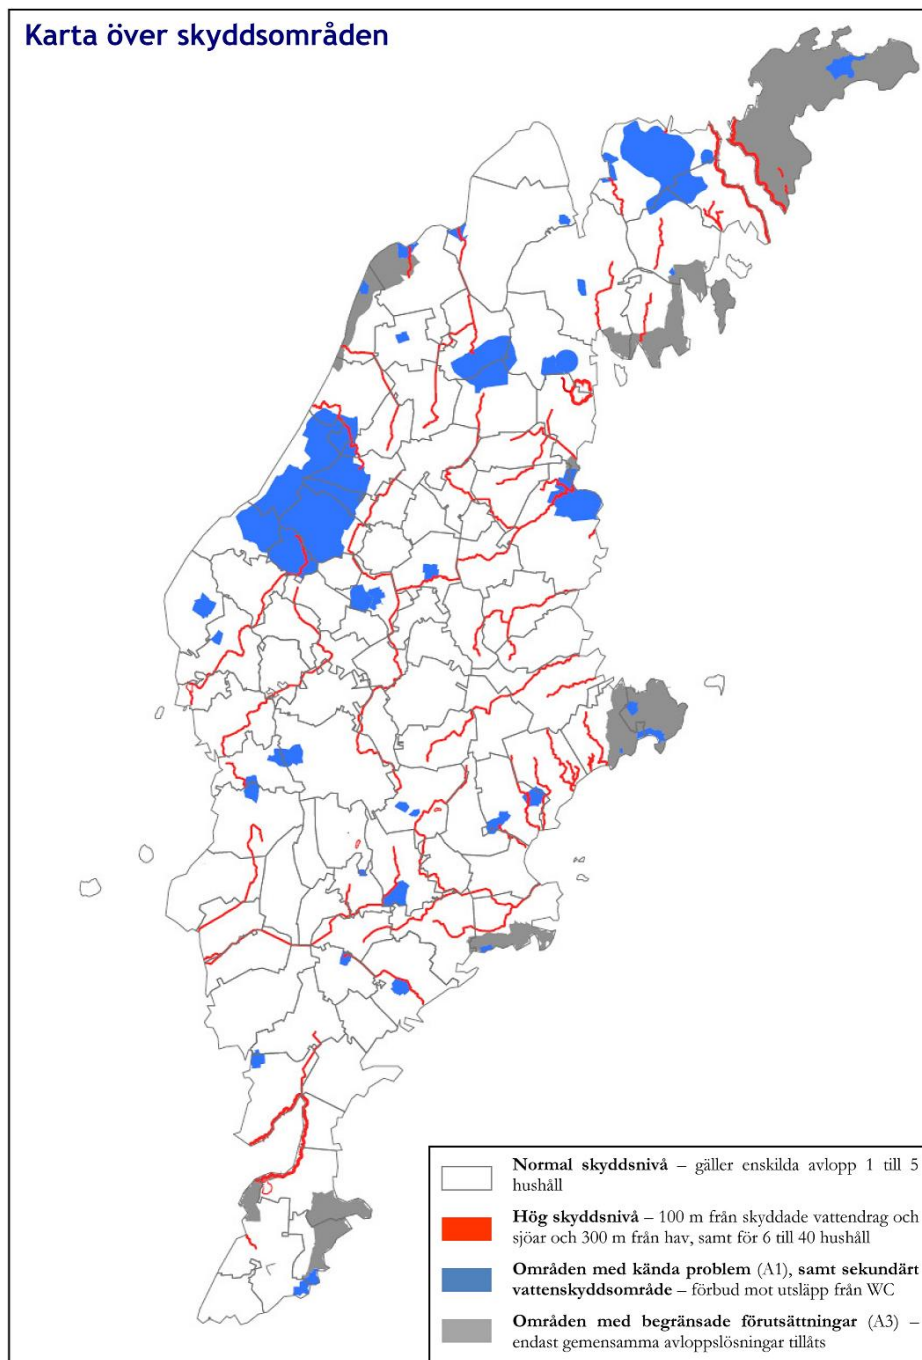 Karta över skyddsområden
Normal skyddsnivå – gäller enskilda avlopp 1 till 5
hushåll
Hög skyddsnivå – 100 m från skyddade vattendrag och
sjöar och 300 m från hav, samt för 6 till 40 hushåll
Områden med kända problem (A1), samt sekundärt
vattenskyddsområde – förbud mot utsläpp från WC
Områden med begränsade förutsättningar (A3) –
endast gemensamma avloppslösningar tillåts